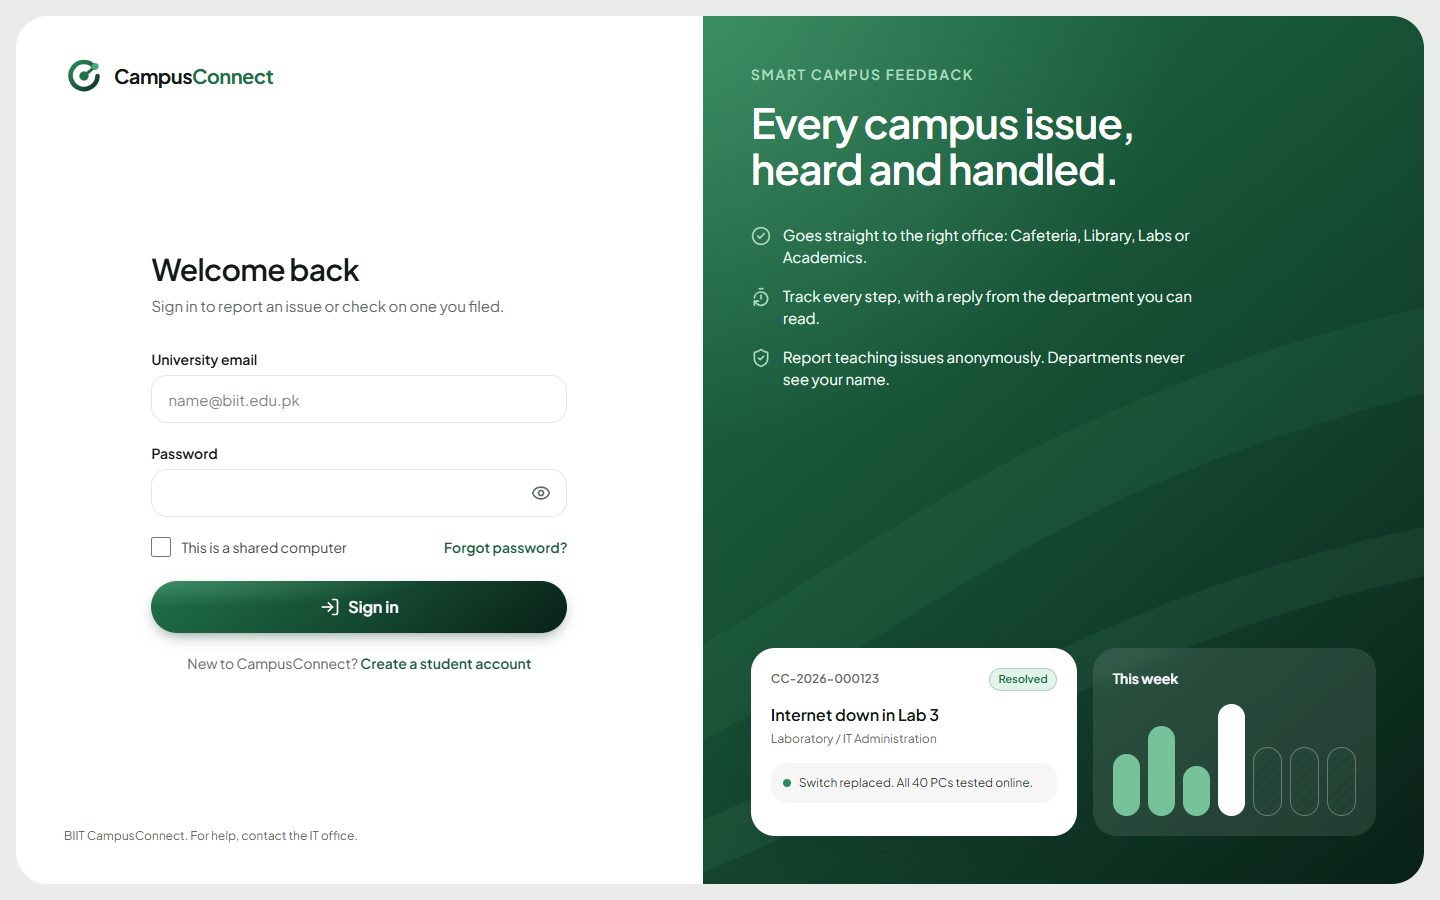 CampusConnect
Welcome back
Sign in to report an issue or check on one you filed.
University email
name@biit.edu.pk
Password
This is a shared computer
Forgot password?
Sign in
New to CampusConnect? Create a student account
BIIT CampusConnect. For help, contact the IT office.
SMART CAMPUS FEEDBACK
Every campus issue,
heard and handled.
Goes straight to the right office: Cafeteria, Library, Labs or
Academics.
Track every step, with a reply from the department you can
read.
Report teaching issues anonymously. Departments never
see your name.
CC-2026-000123
Resolved
Internet down in Lab 3
Laboratory / IT Administration
Switch replaced. All 40 PCs tested online.
This week